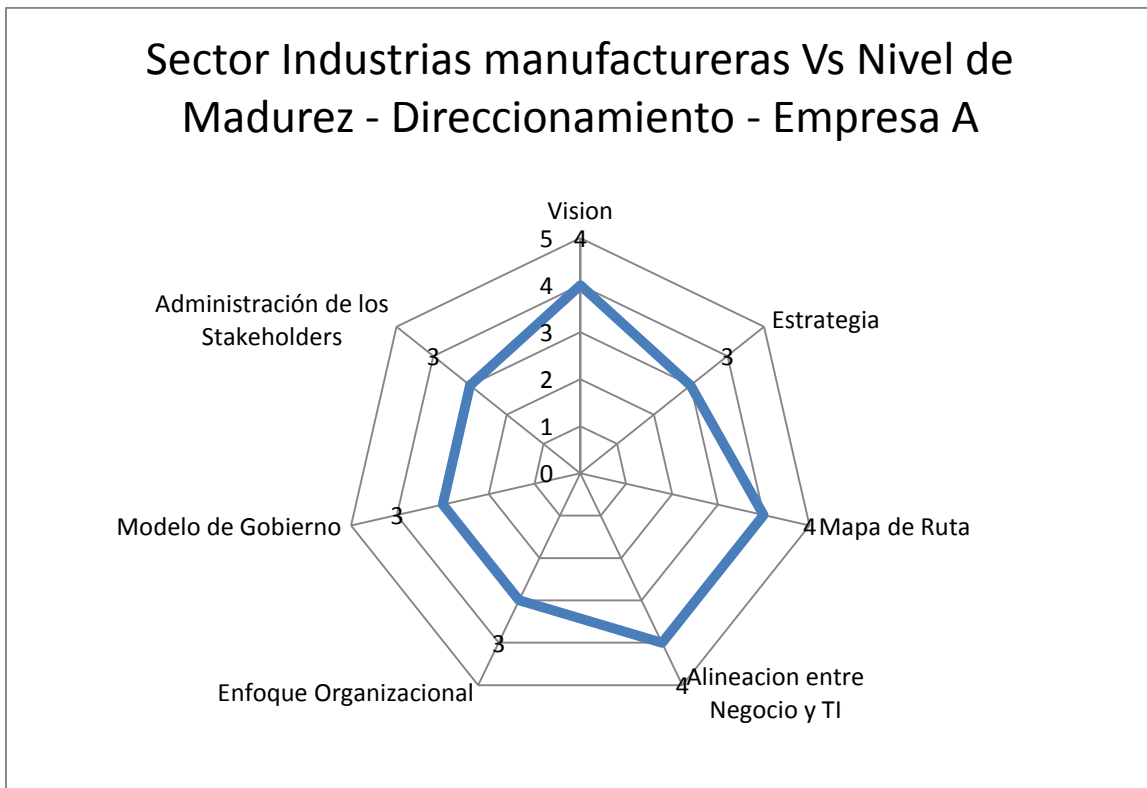 Sector Industrias manufactureras Vs Nivel de
Madurez - Direccionamiento - Empresa A
Vision
5 4
4
3
2
1
0
Administración de los
Stakeholders
3
Estrategia
3
Modelo de Gobierno
3
Mapa de Ruta
4
Enfoque Organizacional
3
Alineacion entre
Negocio y TI
4